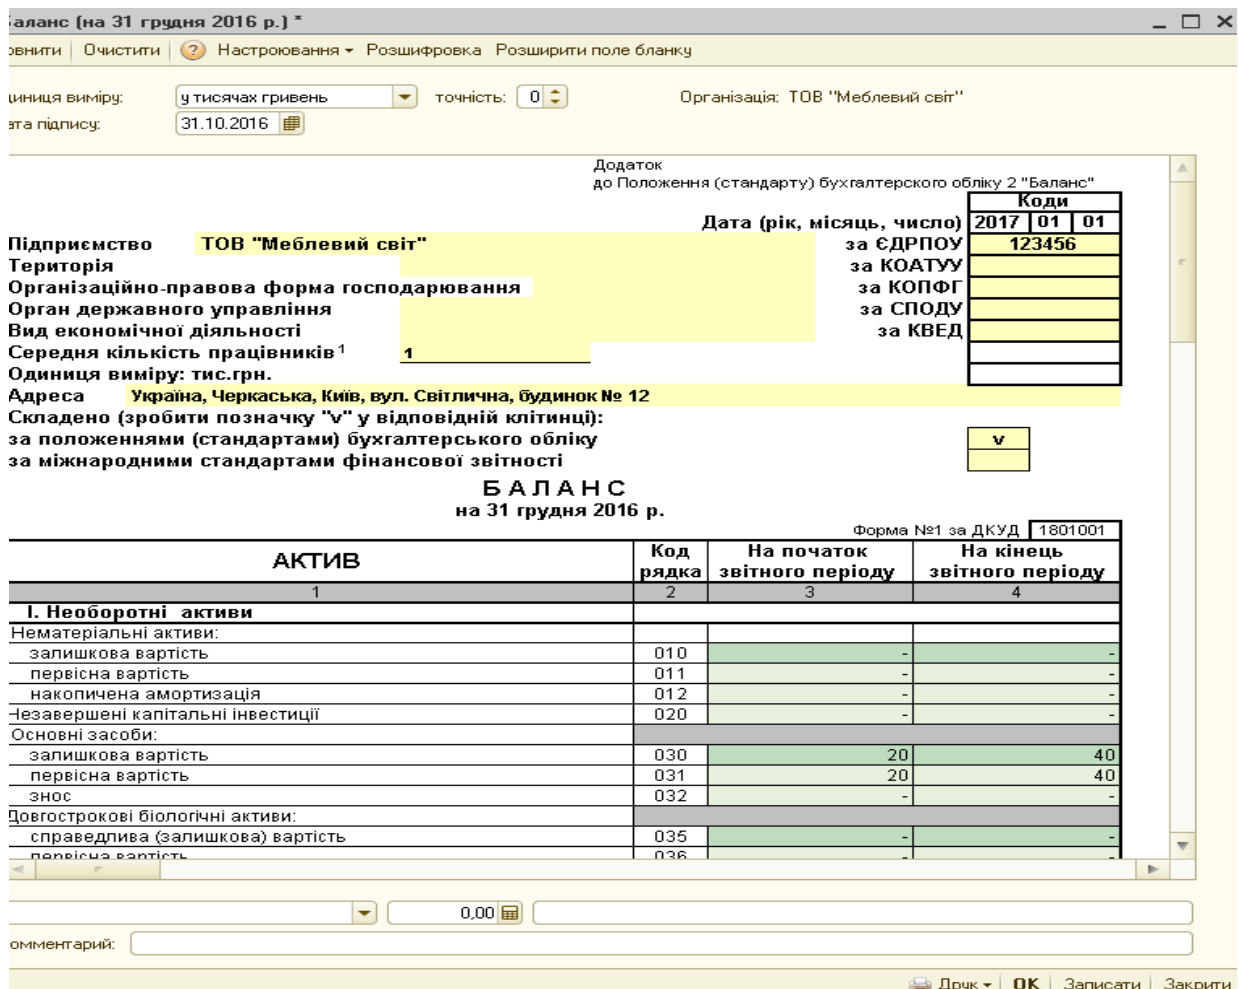 Баланс (на 31 грудня 2016 р.) *
Очистити ? Настроювання Розшифровка Розширити поле бланку
у тисячах гривень точність: 0 Організація: ТОВ "Меблевий світ"
підпису: 31.10.2016
Додаток
до Положення (стандарту) бухгалтерского обліку 2 "Баланс"
Коди
Дата (рік, місяць, число) 2017 01 01
Підприємство ТОВ "Меблевий світ" за ЄДРПОУ 123456
Територія за КОАТУУ
Організаційно-правова форма господарювання за КОПФГ
Орган державного управління за СПОДУ
Вид економічної діяльності за КВЕД
Середня кількість працівників 1 1
Одиниця виміру: тис.грн.
Адреса Україна, Черкаська, Київ, вул. Світлична, будинок № 12
Складено (зробити позначку "v" у відповідній клітинці):
за положеннями (стандартами) бухгалтерського обліку v
за міжнародними стандартами фінансової звітності
БАЛАНС
на 31 грудня 2016 р.
Форма №1 за ДКУД 1801001
АКТИВ Код рядка На початок звітного періоду На кінець звітного періоду
1 2 3 4
І. Необоротні активи
Нематеріальні активи:
залишкова вартість 010 - -
первісна вартість 011 - -
накопичена амортизація 012 - -
Незавершені капітальні інвестиції 020 - -
Основні засоби:
залишкова вартість 030 20 40
первісна вартість 031 20 40
знос 032 - -
Довгострокові біологічні активи:
справедлива (залишкова) вартість 035 - -
первісна вартість 036 - -
0,00
омментарий:
Друк ОК Записати Закрити